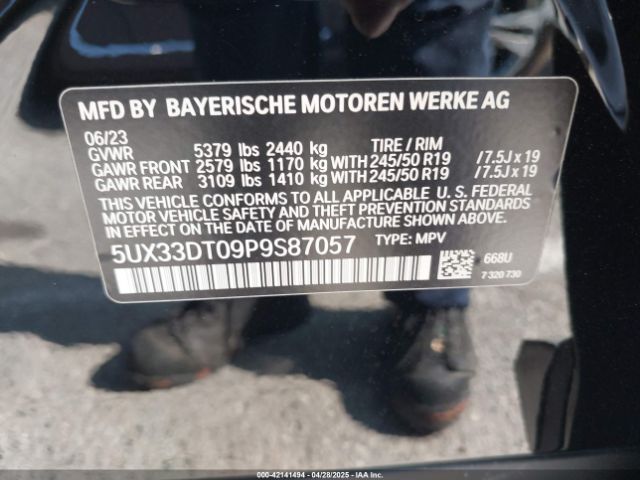 MFD BY BAYERISCHE MOTOREN WERKE AG
06/23
GVWR 5379 lbs 2440 kg TIRE / RIM
GAWR FRONT 2579 lbs 1170 kg WITH 245/50 R19 /7.5J x 19
GAWR REAR 3109 lbs 1410 kg WITH 245/50 R19 /7.5J x 19
THIS VEHICLE CONFORMS TO ALL APPLICABLE U. S. FEDERAL
MOTOR VEHICLE SAFETY AND THEFT PREVENTION STANDARDS
IN EFFECT ON THE DATE OF MANUFACTURE SHOWN ABOVE.
5UX33DT09P9S87057 TYPE: MPV
668U
7 320 730
000-42141494 04/28/2025 IAAI.COM